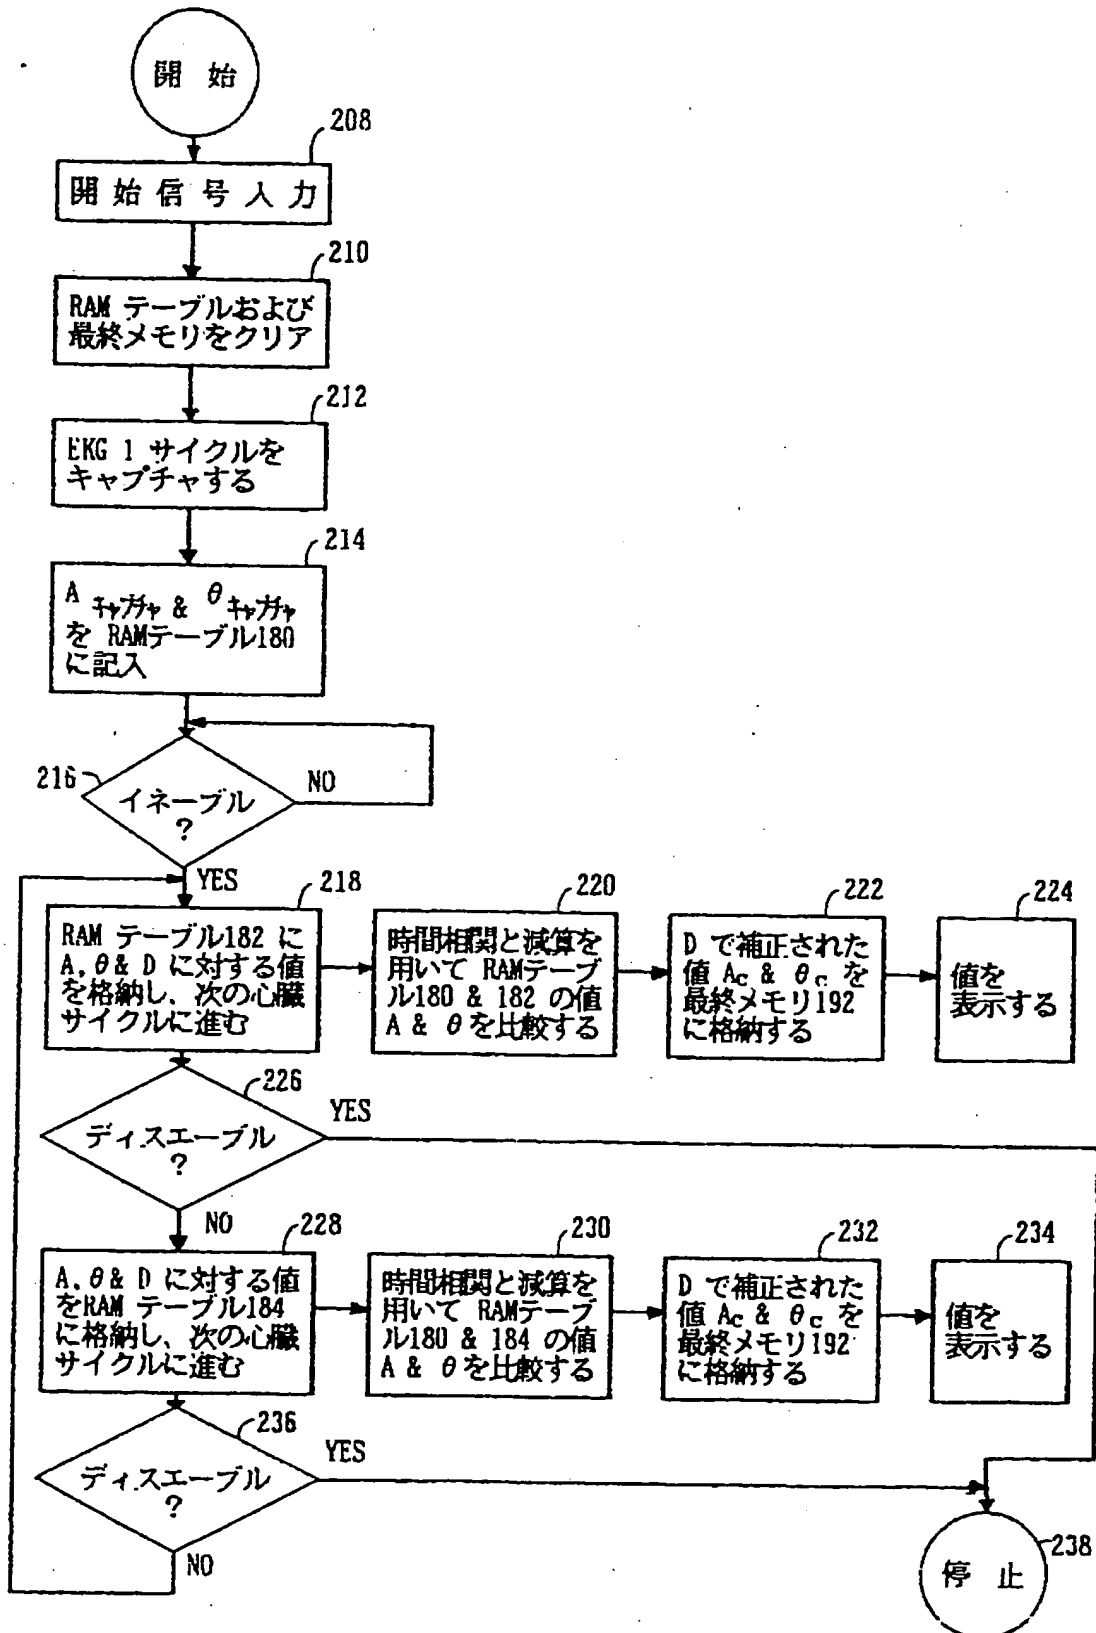 開始
208
開始信号入力
210
RAM テーブルおよび
最終メモリをクリア
212
EKG 1 サイクルを
キャプチャする
214
A キャプチャ & θ キャプチャ
を RAMテーブル180
に記入
216
イネーブル
?
NO
YES
218
RAM テーブル182 に
A, θ & D に対する値
を格納し、次の心臓
サイクルに進む
220
時間相関と減算を
用いて RAMテーブ
ル180 & 182 の値
A & θ を比較する
222
D で補正された
値 Ac & θc を
最終メモリ192
に格納する
224
値を
表示する
226
ディスエーブル
?
YES
NO
228
A, θ & D に対する値
をRAM テーブル184
に格納し、次の心臓
サイクルに進む
230
時間相関と減算を
用いて RAMテーブ
ル180 & 184 の値
A & θ を比較する
232
D で補正された
値 Ac & θc を
最終メモリ192
に格納する
234
値を
表示する
236
ディスエーブル
?
YES
NO
238
停止